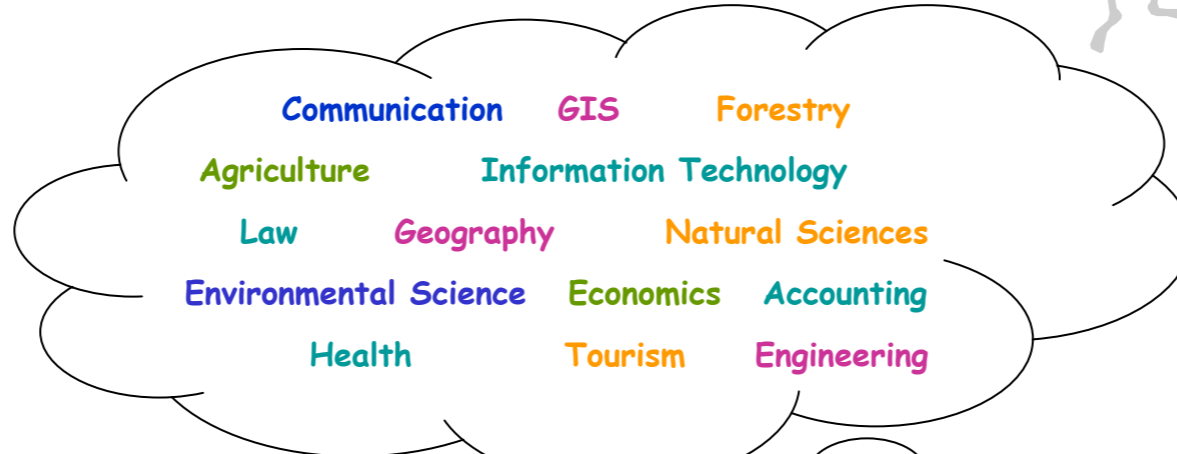 Communication GIS Forestry
Agriculture Information Technology
Law Geography Natural Sciences
Environmental Science Economics Accounting
Health Tourism Engineering